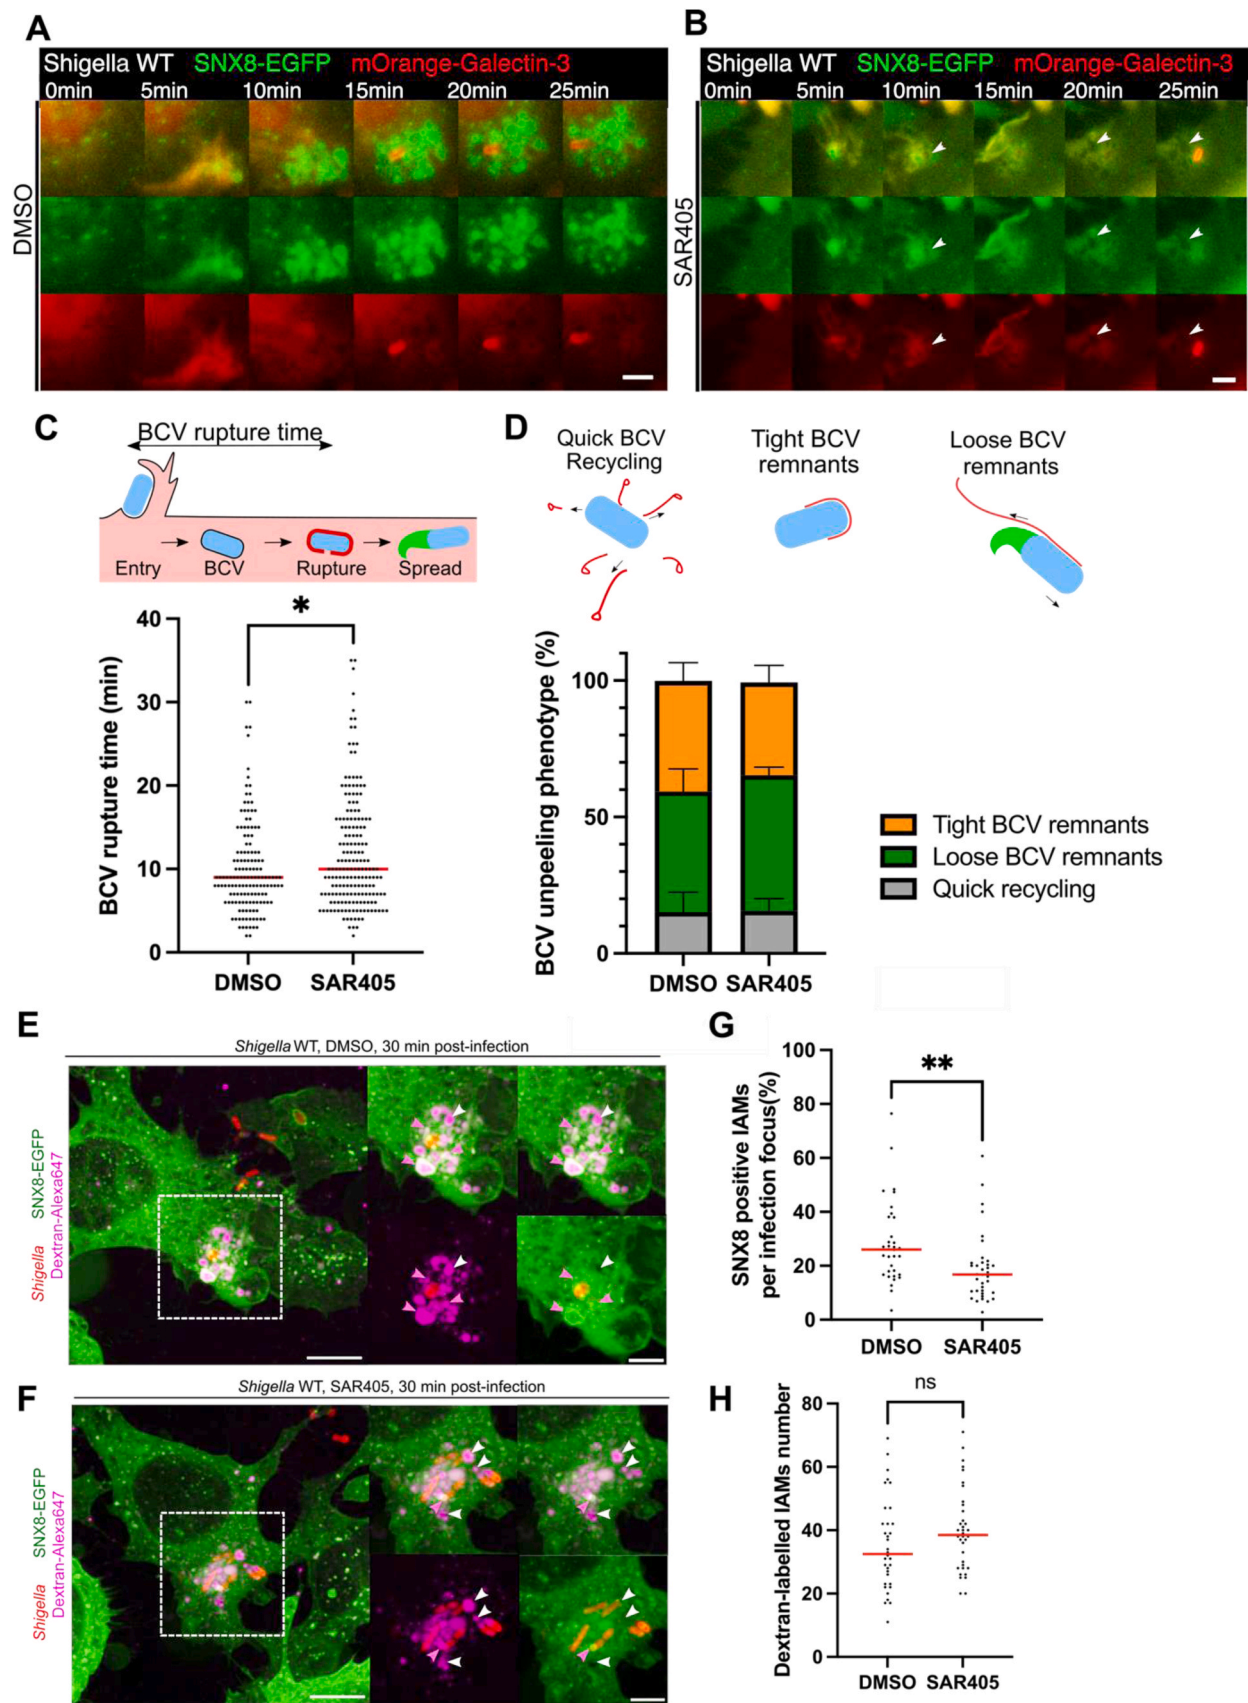 A
Shigella WT SNX8-EGFP mOrange-Galectin-3
0min 5min 10min 15min 20min 25min
DMSO
B
Shigella WT SNX8-EGFP mOrange-Galectin-3
0min 5min 10min 15min 20min 25min
SAR405
C
BCV rupture time
Entry BCV Rupture Spread
*
BCV rupture time (min)
40
30
20
10
0
DMSO SAR405
D
Quick BCV
Recycling
Tight BCV
remnants
Loose BCV
remnants
BCV unpeeling phenotype (%)
100
50
0
DMSO SAR405
Tight BCV remnants
Loose BCV remnants
Quick recycling
E
Shigella WT, DMSO, 30 min post-infection
Shigella SNX8-EGFP
Dextran-Alexa647
F
Shigella WT, SAR405, 30 min post-infection
Shigella SNX8-EGFP
Dextran-Alexa647
G
SNX8 positive IAMs
per infection focus(%)
100
80
60
40
20
0
**
DMSO SAR405
H
Dextran-labelled IAMs number
80
60
40
20
0
ns
DMSO SAR405